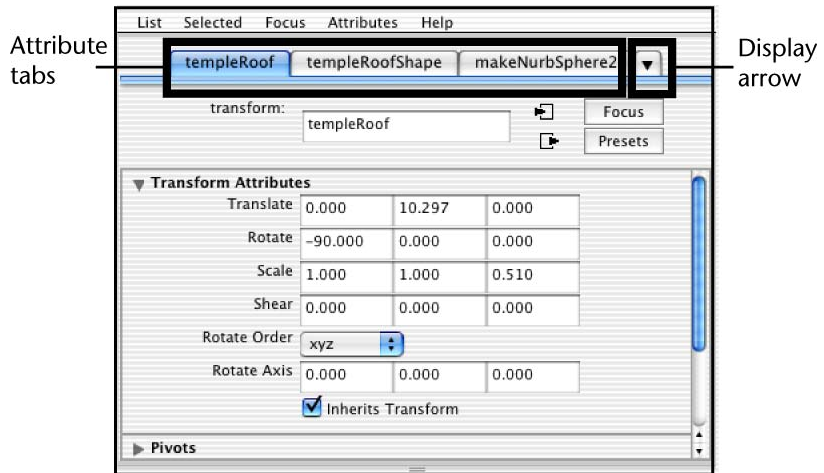 List Selected Focus Attributes Help
Attribute tabs
templeRoof templeRoofShape makeNurbSphere2
Display arrow
transform: templeRoof
Focus
Presets
Transform Attributes
Translate 0.000 10.297 0.000
Rotate -90.000 0.000 0.000
Scale 1.000 1.000 0.510
Shear 0.000 0.000 0.000
Rotate Order xyz
Rotate Axis 0.000 0.000 0.000
Inherits Transform
Pivots